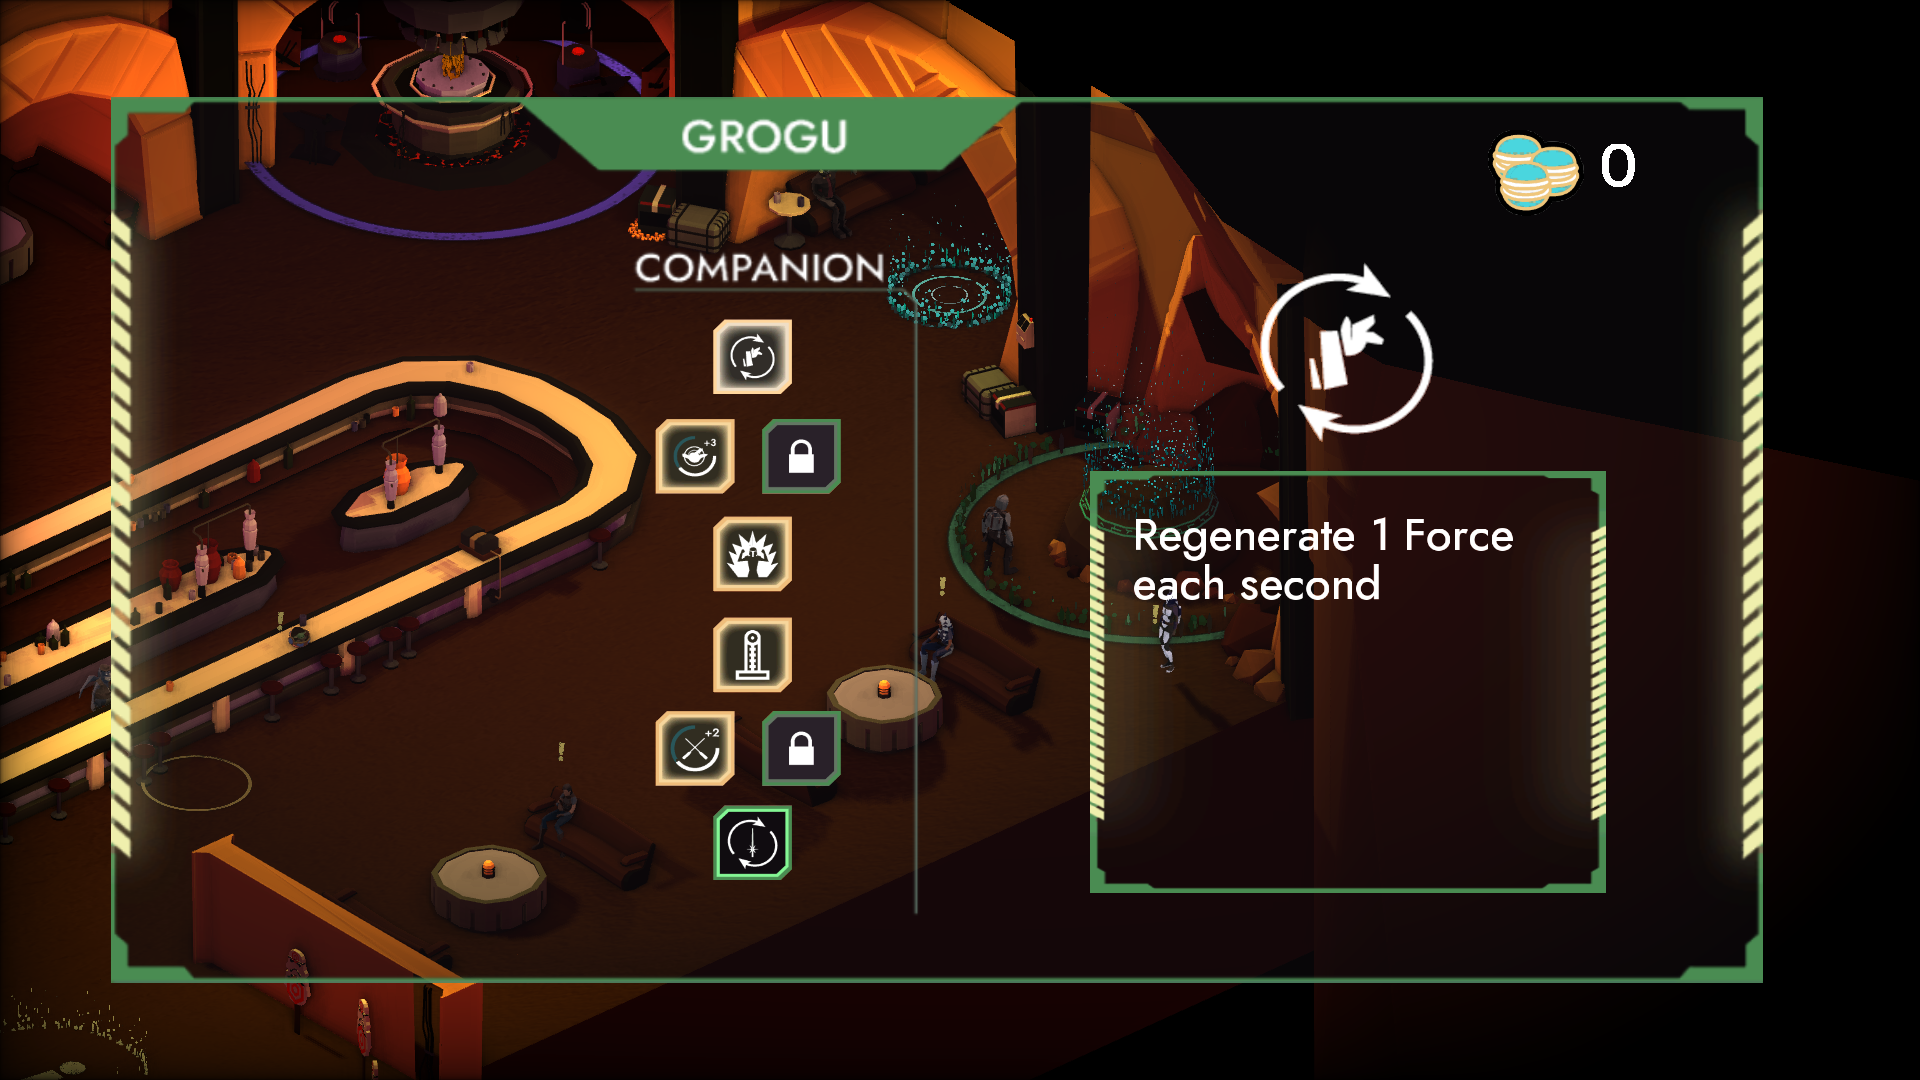 GROGU
0
COMPANION
+3
+2
Regenerate 1 Force
each second